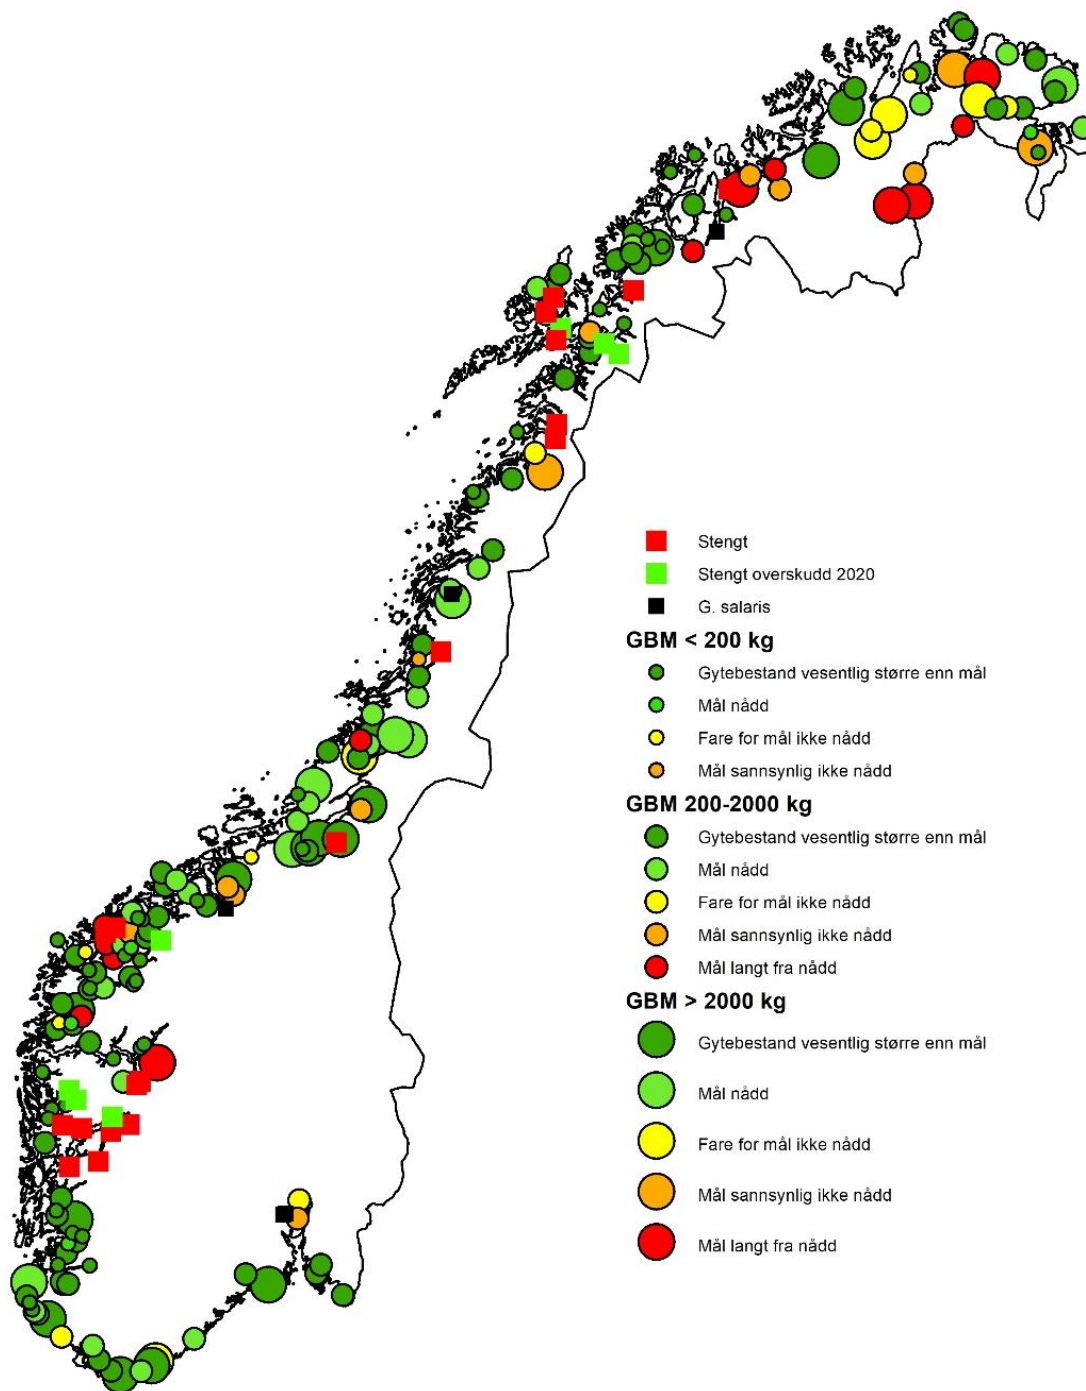 Stengt
Stengt overskudd 2020
G. salaris
GBM < 200 kg
Gytebestand vesentlig større enn mål
Mål nådd
Fare for mål ikke nådd
Mål sannsynlig ikke nådd
GBM 200-2000 kg
Gytebestand vesentlig større enn mål
Mål nådd
Fare for mål ikke nådd
Mål sannsynlig ikke nådd
Mål langt fra nådd
GBM > 2000 kg
Gytebestand vesentlig større enn mål
Mål nådd
Fare for mål ikke nådd
Mål sannsynlig ikke nådd
Mål langt fra nådd